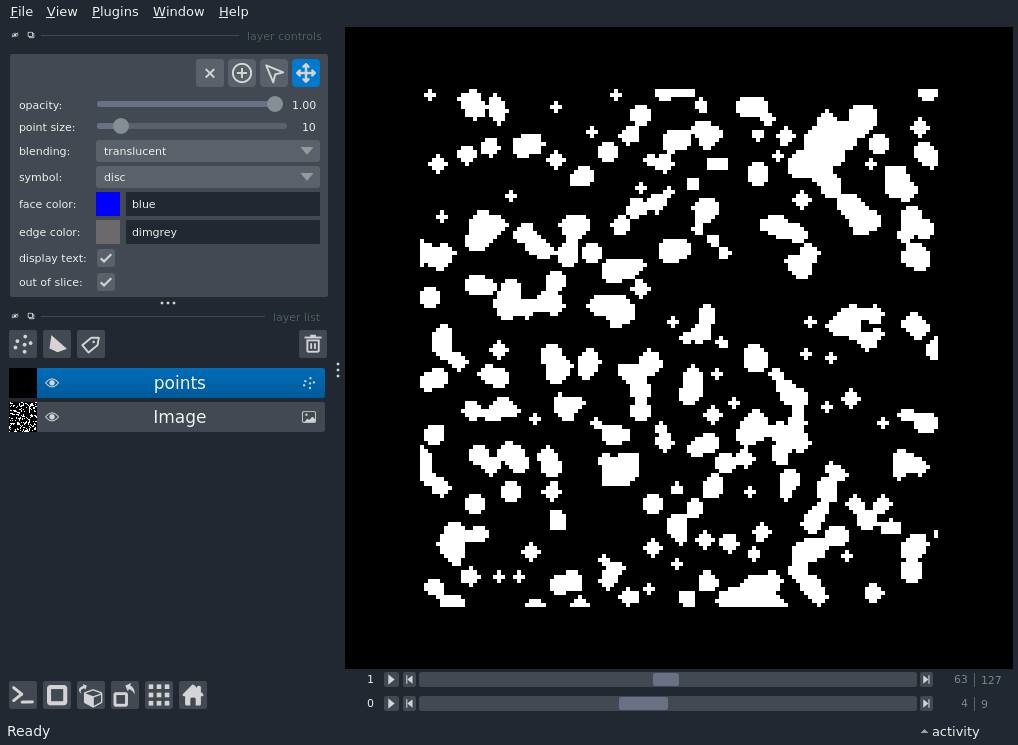 File View Plugins Window Help
layer controls
opacity: 1.00
point size: 10
blending: translucent
symbol: disc
face color: blue
edge color: dimgrey
display text:
out of slice:
layer list
points
Image
1 63 127
0 4 9
Ready activity